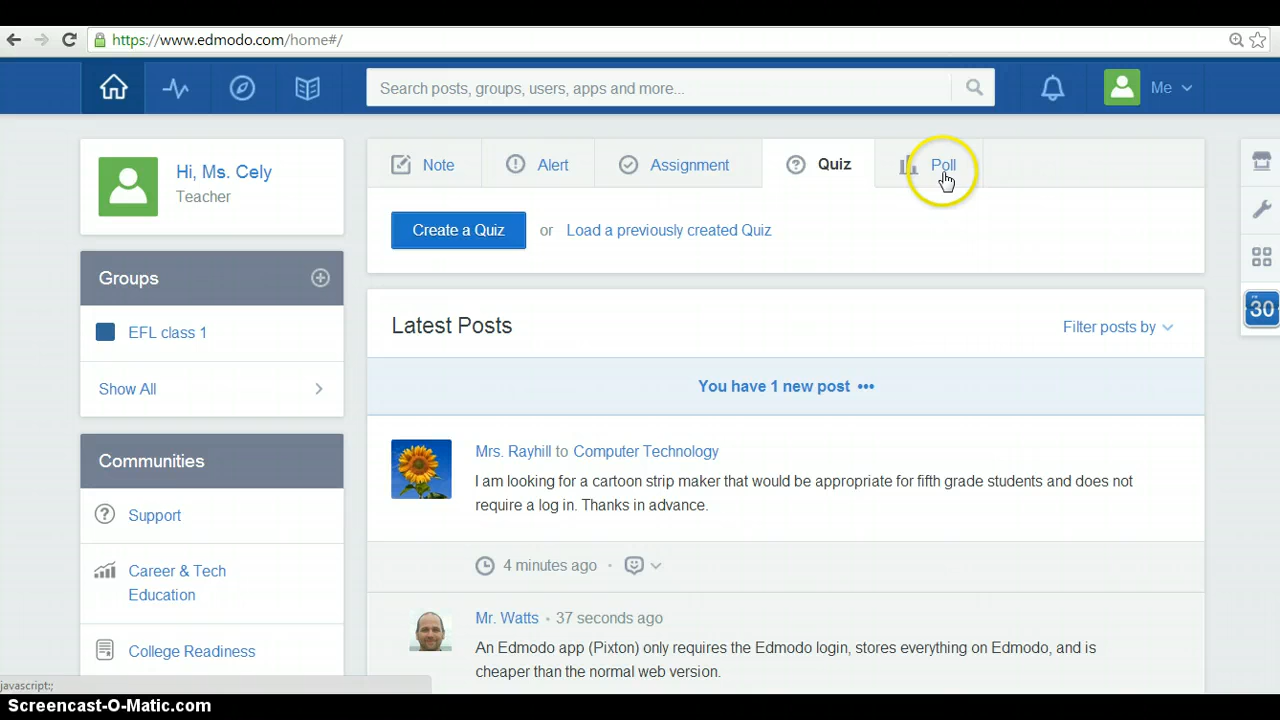 https://www.edmodo.com/home#/
Search posts, groups, users, apps and more...
Me
Hi, Ms. Cely
Teacher
Note
Alert
Assignment
Quiz
Poll
Create a Quiz or Load a previously created Quiz
Groups
EFL class 1
Show All
Communities
Support
Career & Tech
Education
College Readiness
Latest Posts
Filter posts by
You have 1 new post •••
Mrs. Rayhill to Computer Technology
I am looking for a cartoon strip maker that would be appropriate for fifth grade students and does not
require a log in. Thanks in advance.
4 minutes ago
Mr. Watts • 37 seconds ago
An Edmodo app (Pixton) only requires the Edmodo login, stores everything on Edmodo, and is
cheaper than the normal web version.
30
javascript:;
Screencast-O-Matic.com